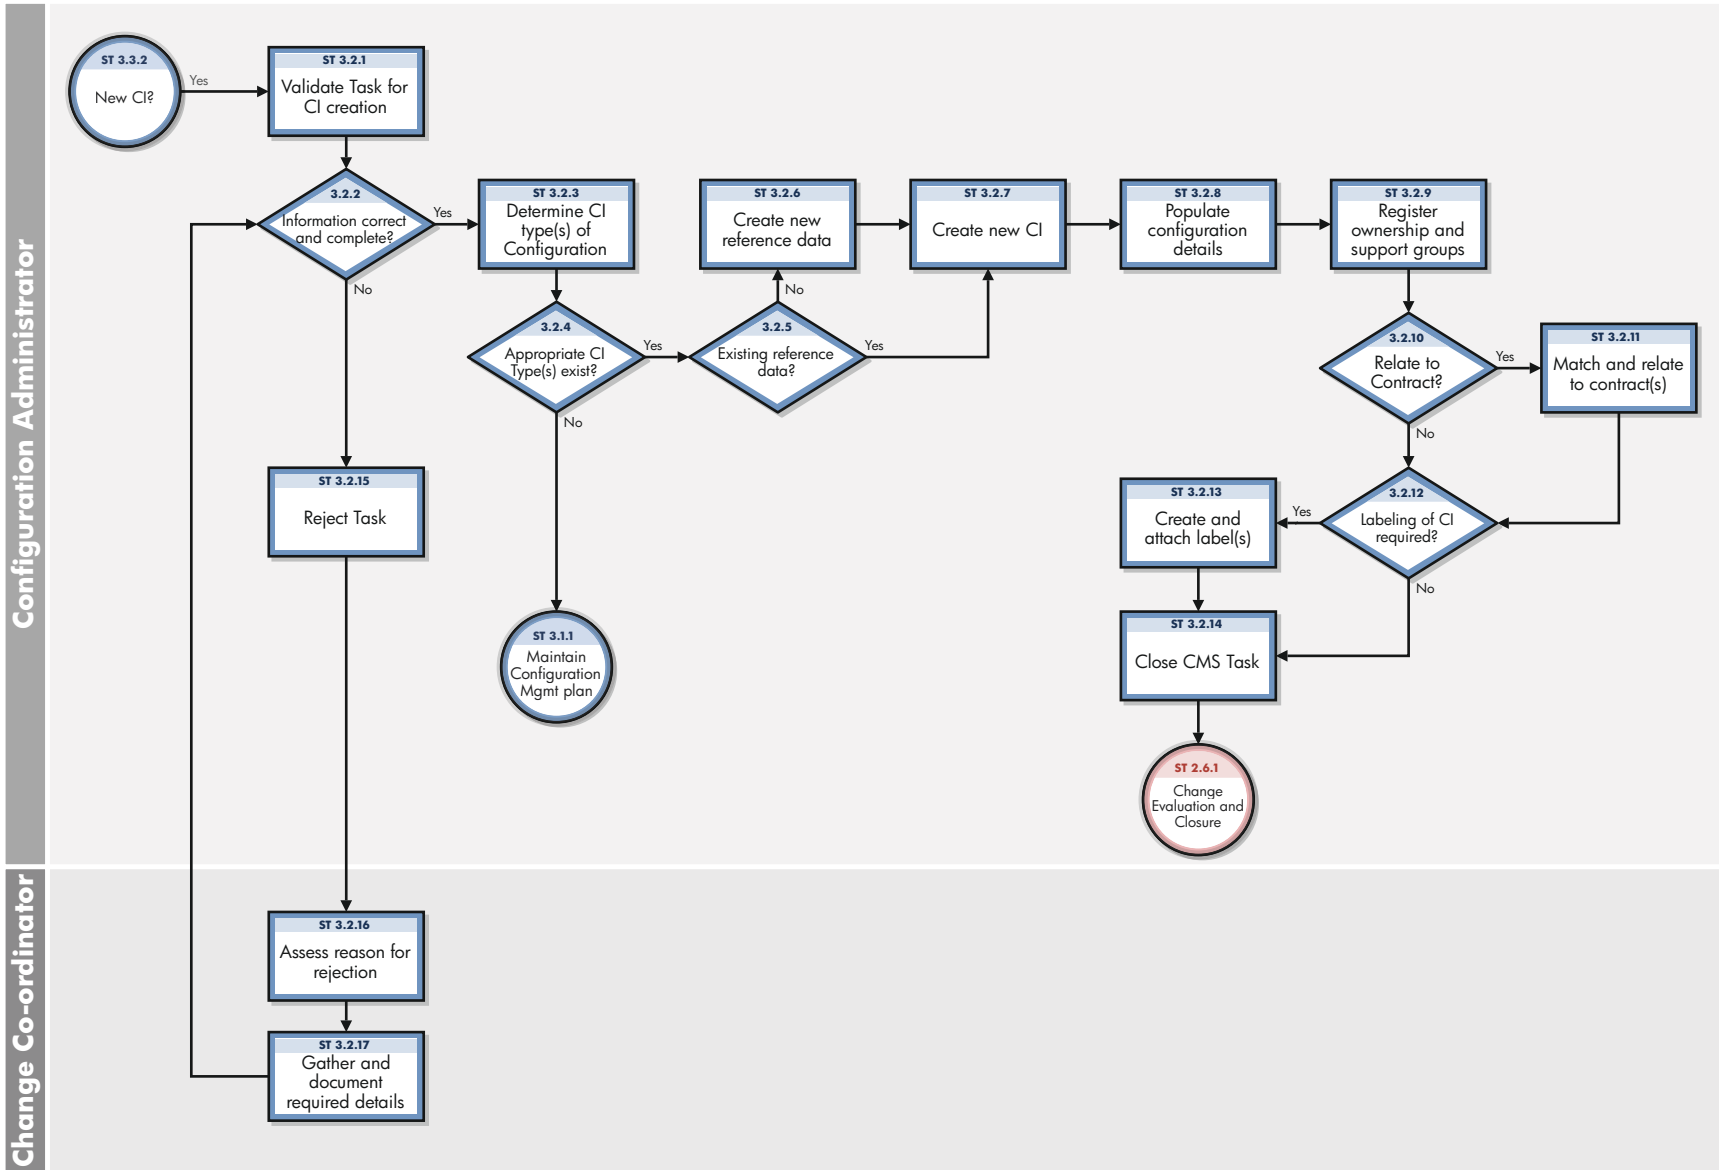 Configuration Administrator
ST 3.3.2
New CI?
Yes
ST 3.2.1
Validate Task for
CI creation
3.2.2
Information correct
and complete?
Yes
No
ST 3.2.3
Determine CI
type(s) of
Configuration
3.2.4
Appropriate CI
Type(s) exist?
Yes
No
3.2.5
Existing reference
data?
No
Yes
ST 3.2.6
Create new
reference data
ST 3.2.7
Create new CI
ST 3.2.8
Populate
configuration
details
ST 3.2.9
Register
ownership and
support groups
3.2.10
Relate to
Contract?
Yes
No
ST 3.2.11
Match and relate
to contract(s)
3.2.12
Labeling of CI
required?
Yes
No
ST 3.2.13
Create and
attach label(s)
ST 3.2.14
Close CMS Task
ST 2.6.1
Change
Evaluation and
Closure
ST 3.1.1
Maintain
Configuration
Mgmt plan
ST 3.2.15
Reject Task
Change Co-ordinator
ST 3.2.16
Assess reason for
rejection
ST 3.2.17
Gather and
document
required details